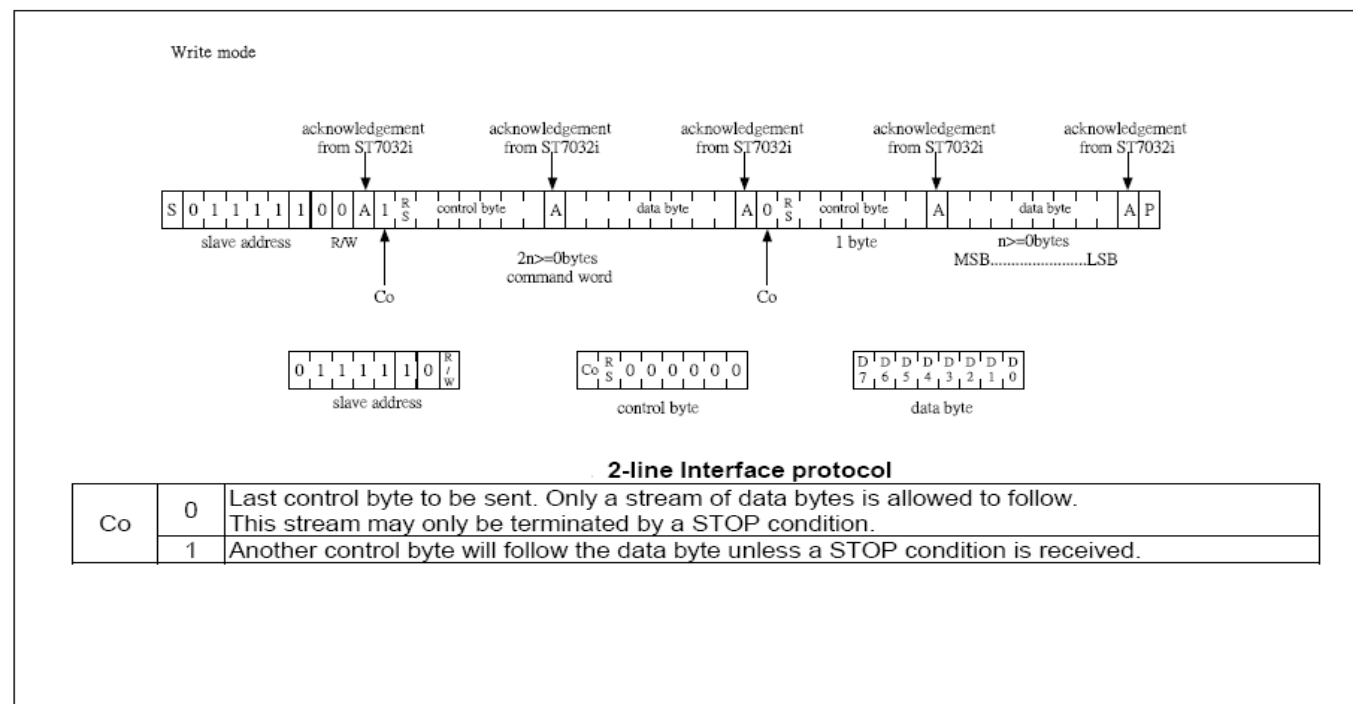 Write mode
acknowledgement acknowledgement acknowledgement acknowledgement acknowledgement
from ST7032i from ST7032i from ST7032i from ST7032i from ST7032i
S 0 1 1 1 1 1 0 0 A 1 RS control byte A data byte A 0 RS control byte A data byte A P
slave address R/W 2n>=0bytes 1 byte n>=0bytes
command word MSB........................LSB
Co Co
0 1 1 1 1 1 0 R/W Co RS 0 0 0 0 0 0 D7 D6 D5 D4 D3 D2 D1 D0
slave address control byte data byte
2-line Interface protocol
Co 0 Last control byte to be sent. Only a stream of data bytes is allowed to follow.
This stream may only be terminated by a STOP condition.
1 Another control byte will follow the data byte unless a STOP condition is received.